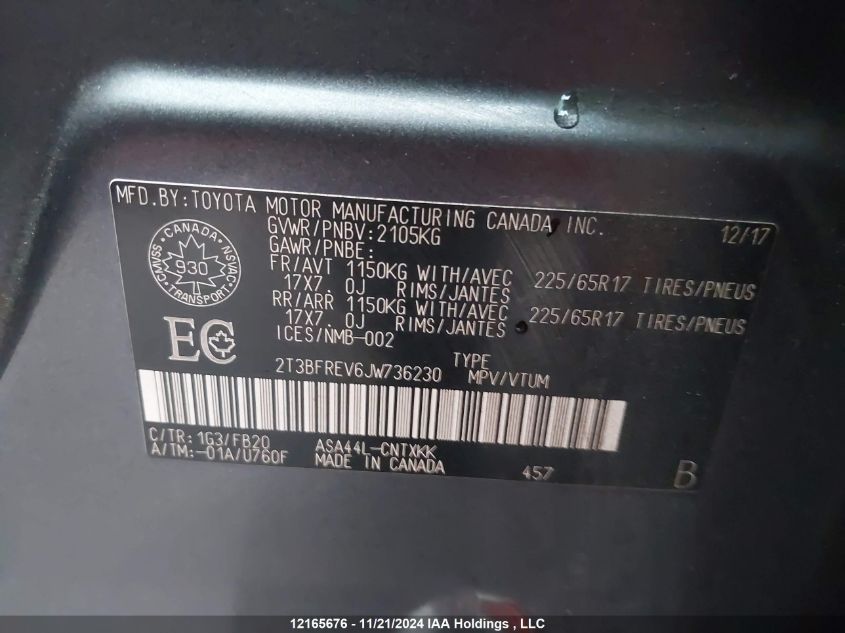 MFD.BY:TOYOTA MOTOR MANUFACTURING CANADA INC. 12/17
GVWR/PNBV:2105KG
GAWR/PNBE:
FR/AVT 1150KG WITH/AVEC 225/65R17 TIRES/PNEUS
17X7.0J RIMS/JANTES
RR/ARR 1150KG WITH/AVEC 225/65R17 TIRES/PNEUS
17X7.0J RIMS/JANTES
ICES/NMB-002
CANADA
CMVSS 930 NSVAC
TRANSPORT
EC
TYPE
2T3BFREV6JW736230 MPV/VTUM
C/TR: 1G3/FB20 ASA44L-CNTXKK
A/TM:-01A/U760F MADE IN CANADA 457 B
12165676 - 11/21/2024 IAA Holdings , LLC